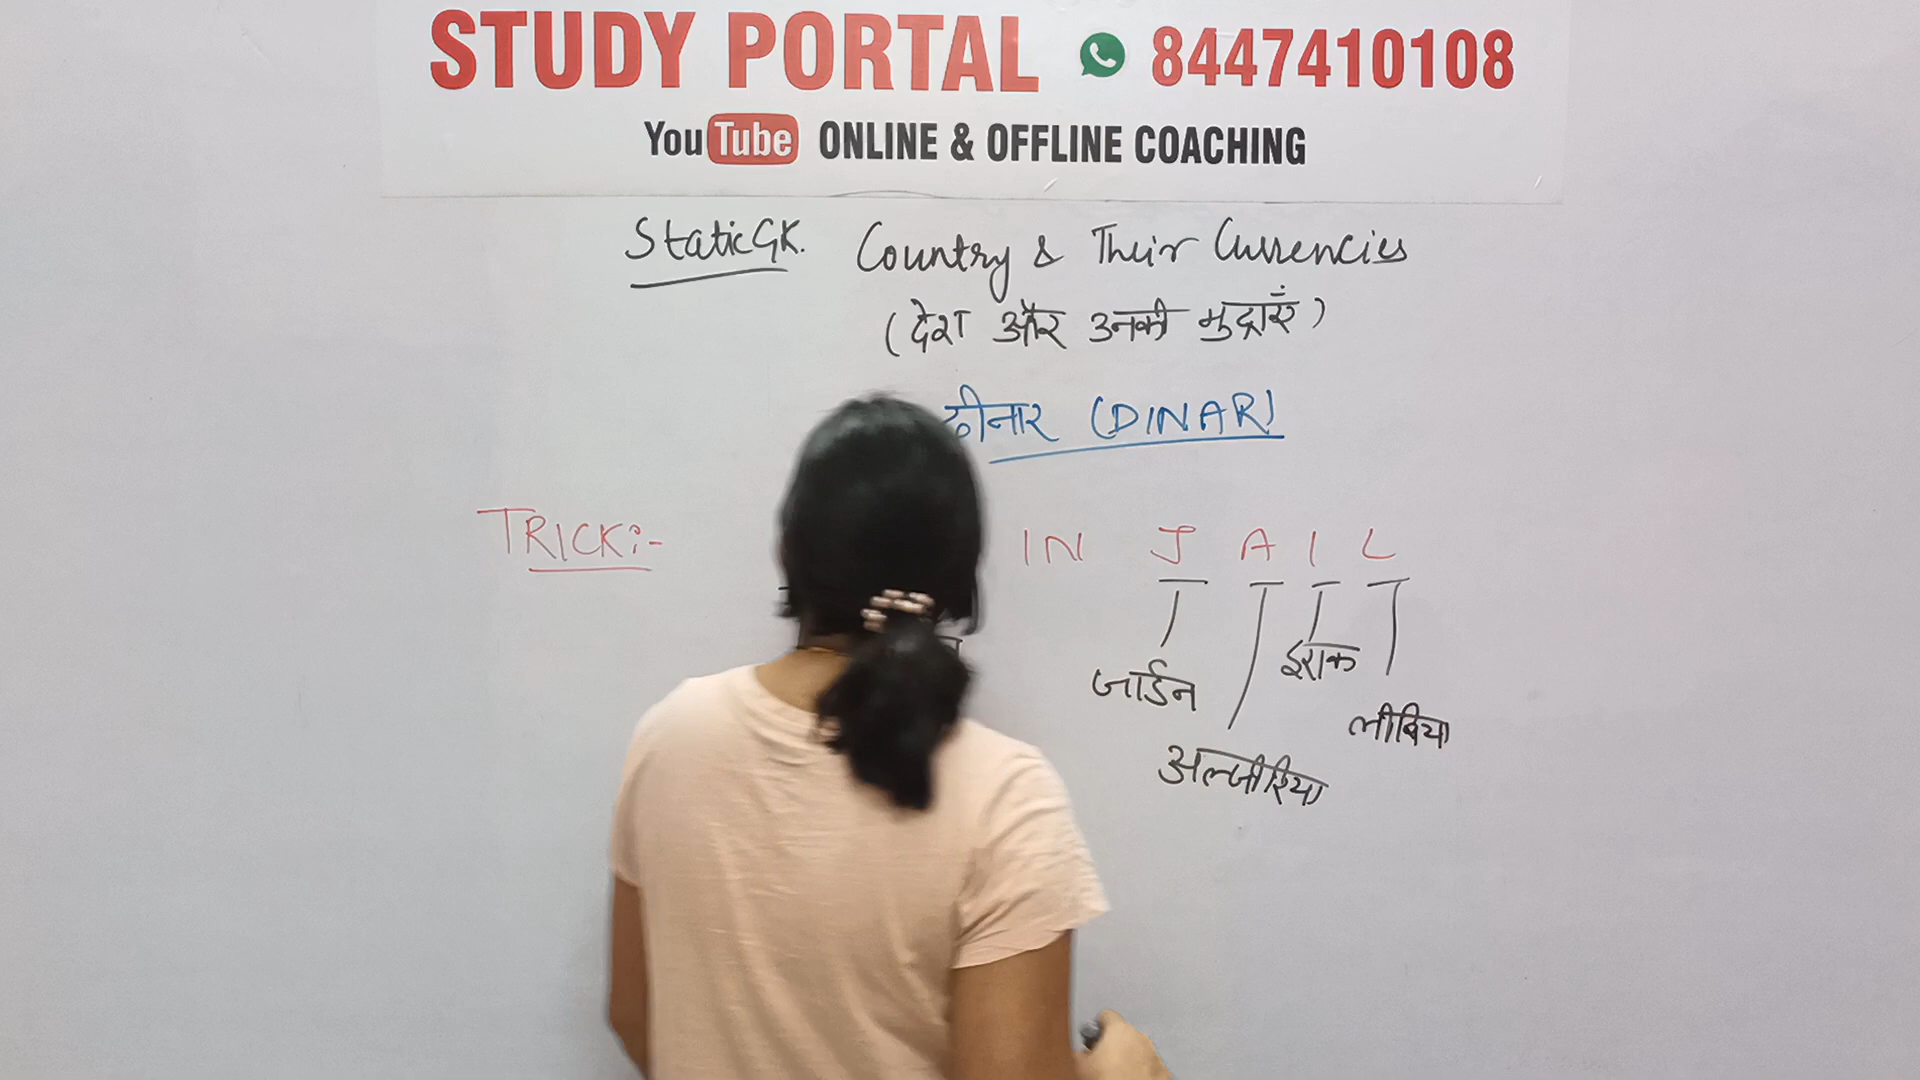 STUDY PORTAL 8447410108
YouTube ONLINE & OFFLINE COACHING
Static GK. Country & Their Currencies
(देश और उनकी मुद्राएं)
दीनार (DINAR)
TRICK:- IN JAIL
जार्डन इराक
लीबिया
अल्जीरिया